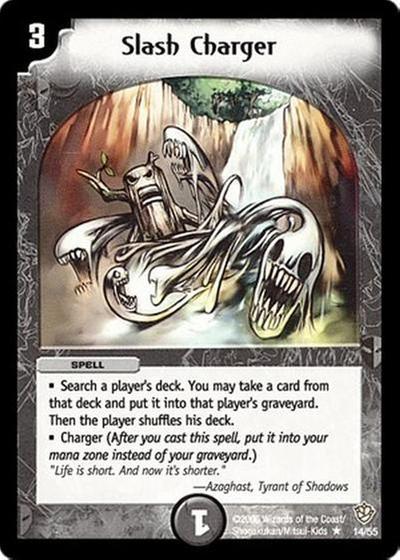 3
Slash Charger
SPELL
▪ Search a player's deck. You may take a card from
that deck and put it into that player's graveyard.
Then the player shuffles his deck.
▪ Charger (After you cast this spell, put it into your
mana zone instead of your graveyard.)
"Life is short. And now it's shorter."
—Azaghast, Tyrant of Shadows
1
©2006 Wizards of the Coast/
Shogakukan/Mitsui-Kids ★ 14/55